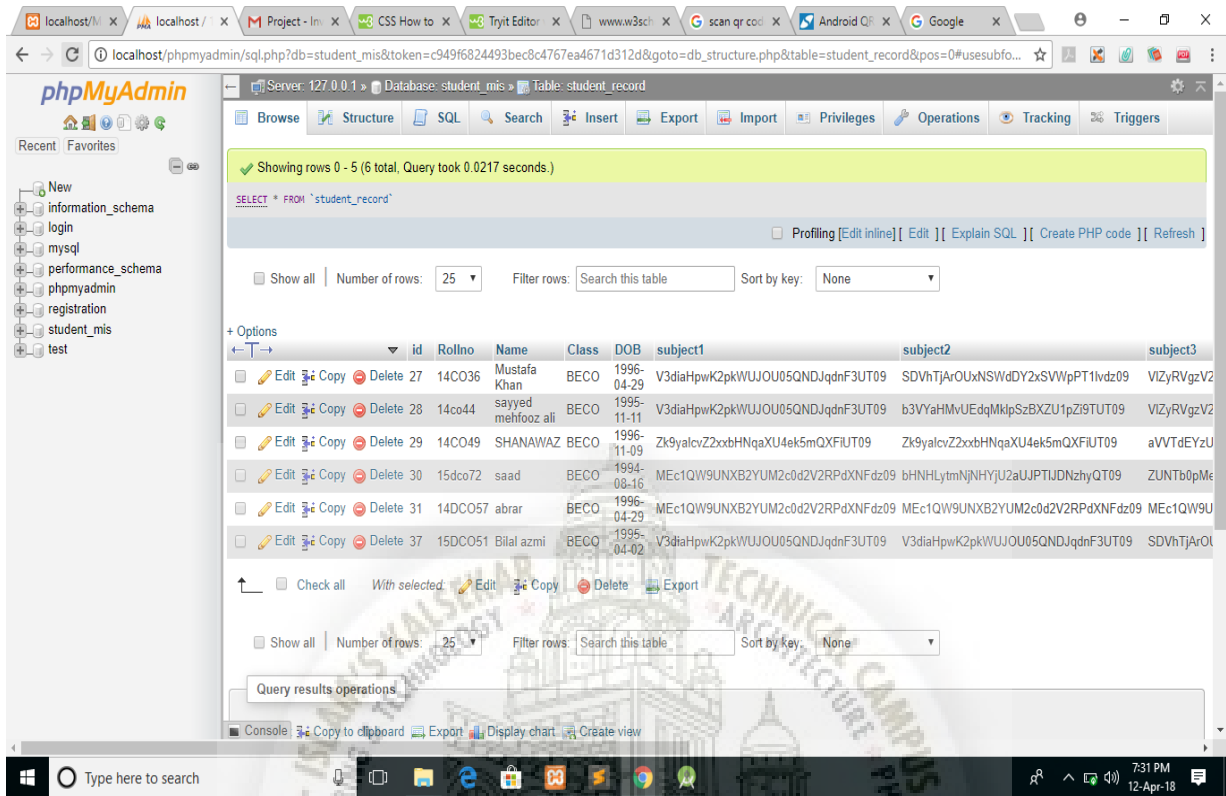 localhost/M
localhost / 1
Project - Inv
CSS How to
Tryit Editor
www.w3sch
scan qr cod
Android QR
Google
localhost/phpmyadmin/sql.php?db=student_mis&token=c949f6824493bec8c4767ea4671d312d&goto=db_structure.php&table=student_record&pos=0#usesubfo...
phpMyAdmin
Recent Favorites
New
information_schema
login
mysql
performance_schema
phpmyadmin
registration
student_mis
test
Server: 127.0.0.1 » Database: student_mis » Table: student_record
Browse Structure SQL Search Insert Export Import Privileges Operations Tracking Triggers
Showing rows 0 - 5 (6 total, Query took 0.0217 seconds.)
SELECT * FROM `student_record`
Profiling [Edit inline] [ Edit ] [ Explain SQL ] [ Create PHP code ] [ Refresh ]
Show all | Number of rows: 25 Filter rows: Search this table Sort by key: None
+ Options
←T→ id Rollno Name Class DOB subject1 subject2 subject3
Edit Copy Delete 27 14CO36 Mustafa Khan BECO 1996-04-29 V3diaHpwK2pkWUJOU05QNDJqdnF3UT09 SDVhTjArOUxNSWdDY2xSVWpPT1lvdz09 VlZyRVgzV2
Edit Copy Delete 28 14co44 sayyed mehfooz ali BECO 1995-11-11 V3diaHpwK2pkWUJOU05QNDJqdnF3UT09 b3VYaHMvUEdqMklpSzBXZU1pZi9TUT09 VlZyRVgzV2
Edit Copy Delete 29 14CO49 SHANAWAZ BECO 1996-11-09 Zk9yalcvZ2xxbHNqaXU4ek5mQXFiUT09 Zk9yalcvZ2xxbHNqaXU4ek5mQXFiUT09 aVVTdEYzU
Edit Copy Delete 30 15dco72 saad BECO 1994-08-16 MEc1QW9UNXB2YUM2c0d2V2RPdXNFdz09 bHNHLytmNjNHYjU2aUJPTlJDNzhyQT09 ZUNTb0pMe
Edit Copy Delete 31 14DCO57 abrar BECO 1996-04-29 MEc1QW9UNXB2YUM2c0d2V2RPdXNFdz09 MEc1QW9UNXB2YUM2c0d2V2RPdXNFdz09 MEc1QW9U
Edit Copy Delete 37 15DCO51 Bilal azmi BECO 1995-04-02 V3diaHpwK2pkWUJOU05QNDJqdnF3UT09 V3diaHpwK2pkWUJOU05QNDJqdnF3UT09 SDVhTjArOU
Check all With selected: Edit Copy Delete Export
Show all | Number of rows: 25 Filter rows: Search this table Sort by key: None
Query results operations
Console Copy to clipboard Export Display chart Create view
KALSEKAR TECHNICAL CAMPUS
TECHNOLOGY ARCHITECTURE
Type here to search
7:31 PM
12-Apr-18